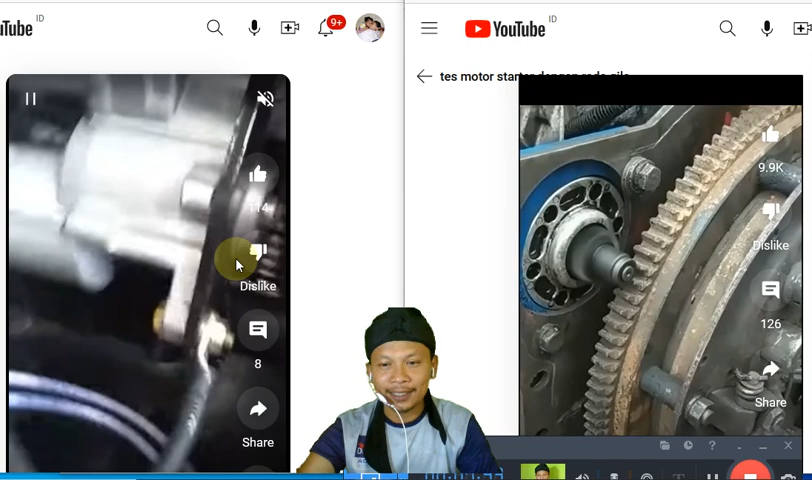 uTube ID
9+
114
Dislike
8
Share
YouTube ID
tes motor starter dengan roda gila
9.9K
Dislike
126
Share